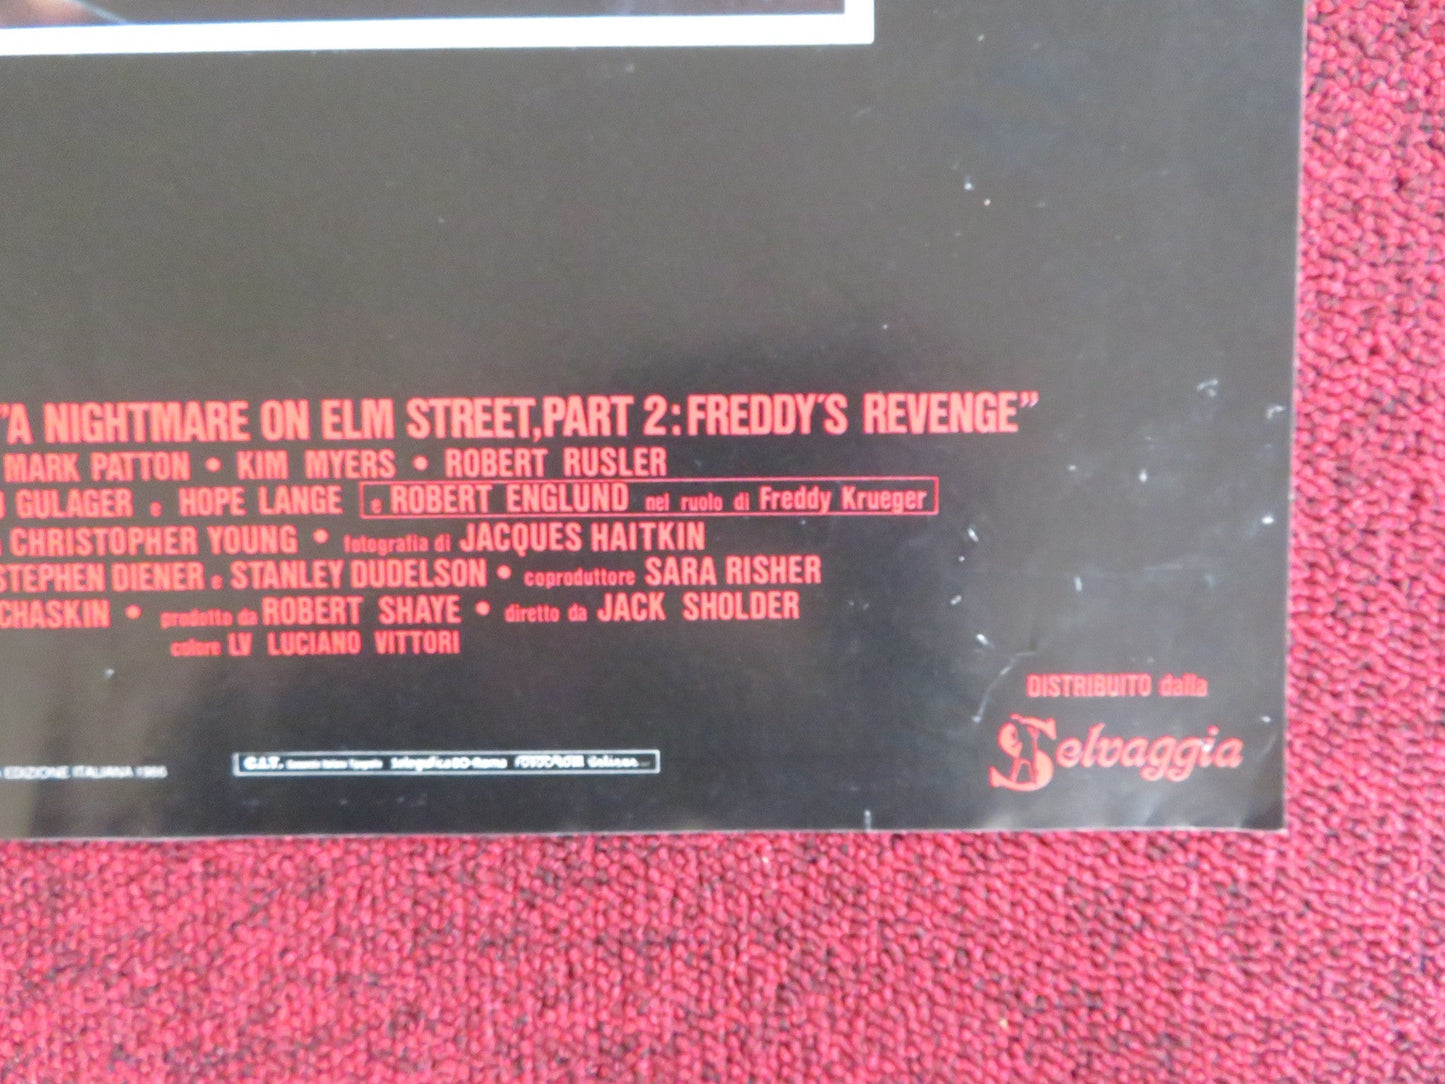 "A NIGHTMARE ON ELM STREET, PART 2: FREDDY'S REVENGE"
MARK PATTON • KIM MYERS • ROBERT RUSLER
GULAGER e HOPE LANGE e ROBERT ENGLUND nel ruolo di Freddy Krueger
CHRISTOPHER YOUNG • fotografia di JACQUES HAITKIN
STEPHEN DIENER e STANLEY DUDELSON • coproduttore SARA RISHER
CHASKIN • prodotto da ROBERT SHAYE • diretto da JACK SHOLDER
colore LV LUCIANO VITTORI
DISTRIBUITO dalla
Selvaggia
EDIZIONE ITALIANA 1986
C.I.T.